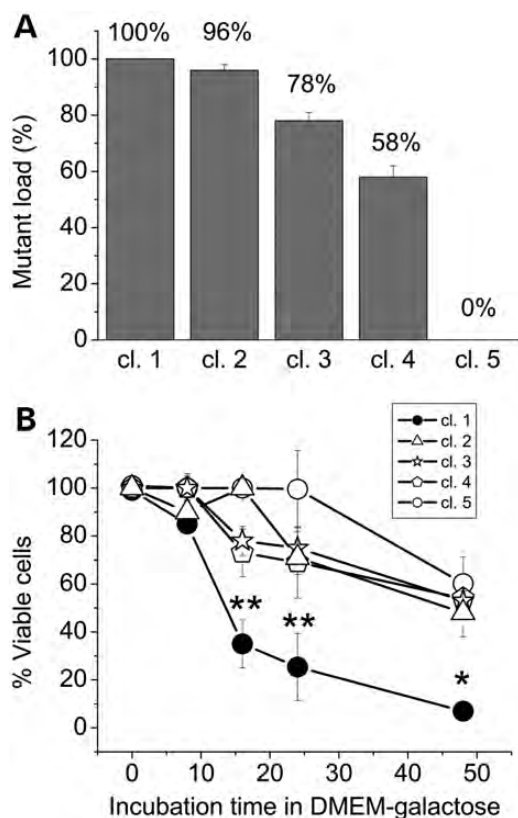 A
100%
96%
78%
58%
0%
100
80
60
40
20
0
Mutant load (%)
cl. 1 cl. 2 cl. 3 cl. 4 cl. 5
B
cl. 1
cl. 2
cl. 3
cl. 4
cl. 5
120
100
80
60
40
20
0
% Viable cells
**
**
*
0 10 20 30 40 50
Incubation time in DMEM-galactose